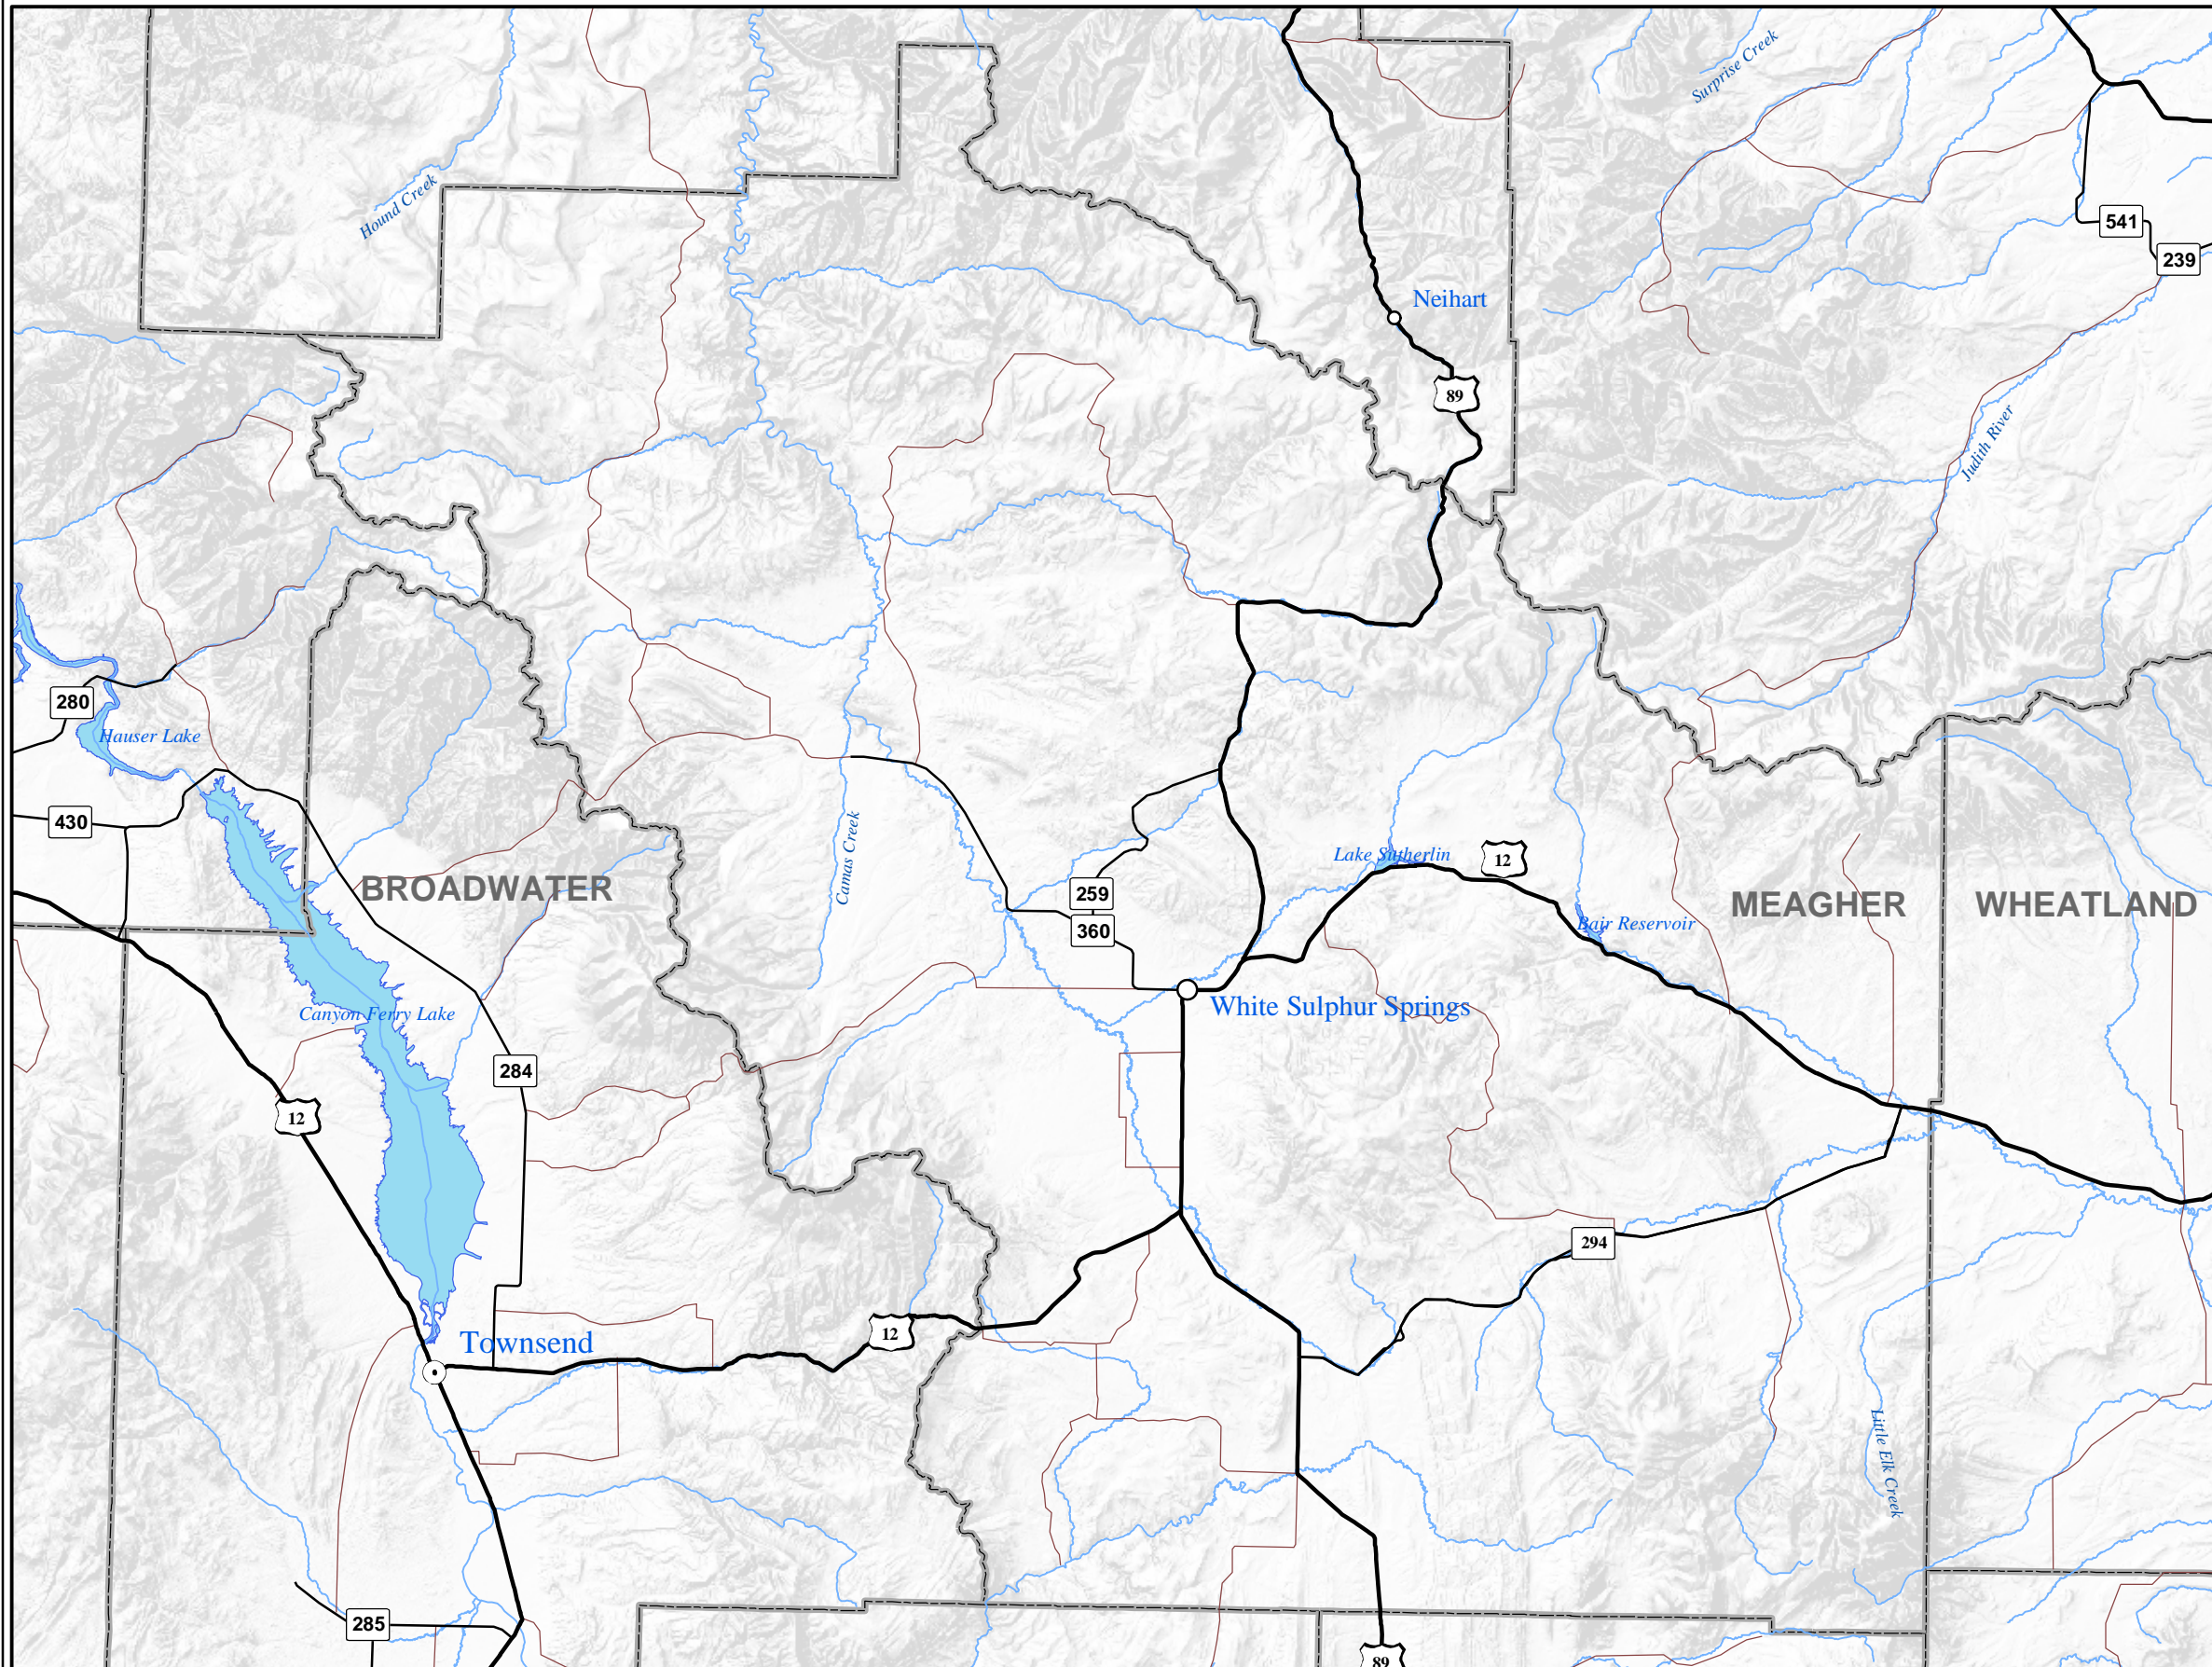 Surprise Creek
Hound Creek
541
239
Neihart
89
Judith River
280
Hauser Lake
430
Camas Creek
Lake Sutherlin
12
BROADWATER
259
MEAGHER
WHEATLAND
360
Bair Reservoir
White Sulphur Springs
Canyon Ferry Lake
284
12
294
12
Townsend
Little Elk Creek
285
89